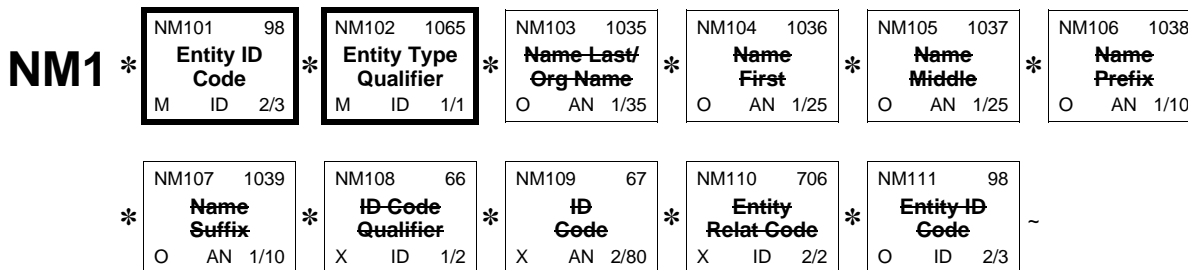 NM1 * NM101 98 * NM102 1065 * NM103 1035 * NM104 1036 * NM105 1037 * NM106 1038
Entity ID Entity Type Name Last/ Name Name Name
Code Qualifier Org Name First Middle Prefix
M ID 2/3 M ID 1/1 O AN 1/35 O AN 1/25 O AN 1/25 O AN 1/10
* NM107 1039 * NM108 66 * NM109 67 * NM110 706 * NM111 98 ~
Name ID Code ID Entity Entity ID
Suffix Qualifier Code Relat Code Code
O AN 1/10 X ID 1/2 X AN 2/80 X ID 2/2 O ID 2/3